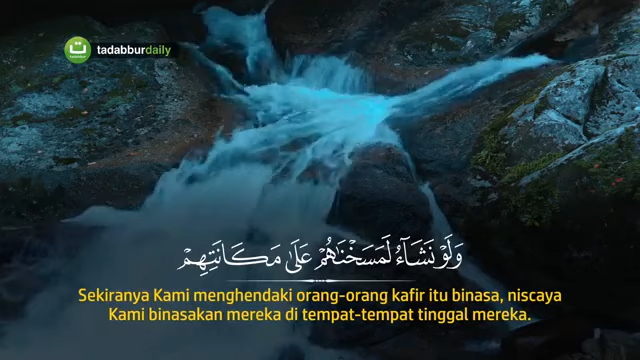 tadabburdaily
وَلَوْ نَشَآءُ لَمَسَخْنَٰهُمْ عَلَىٰ مَكَانَتِهِمْ
Sekiranya Kami menghendaki orang-orang kafir itu binasa, niscaya
Kami binasakan mereka di tempat-tempat tinggal mereka.